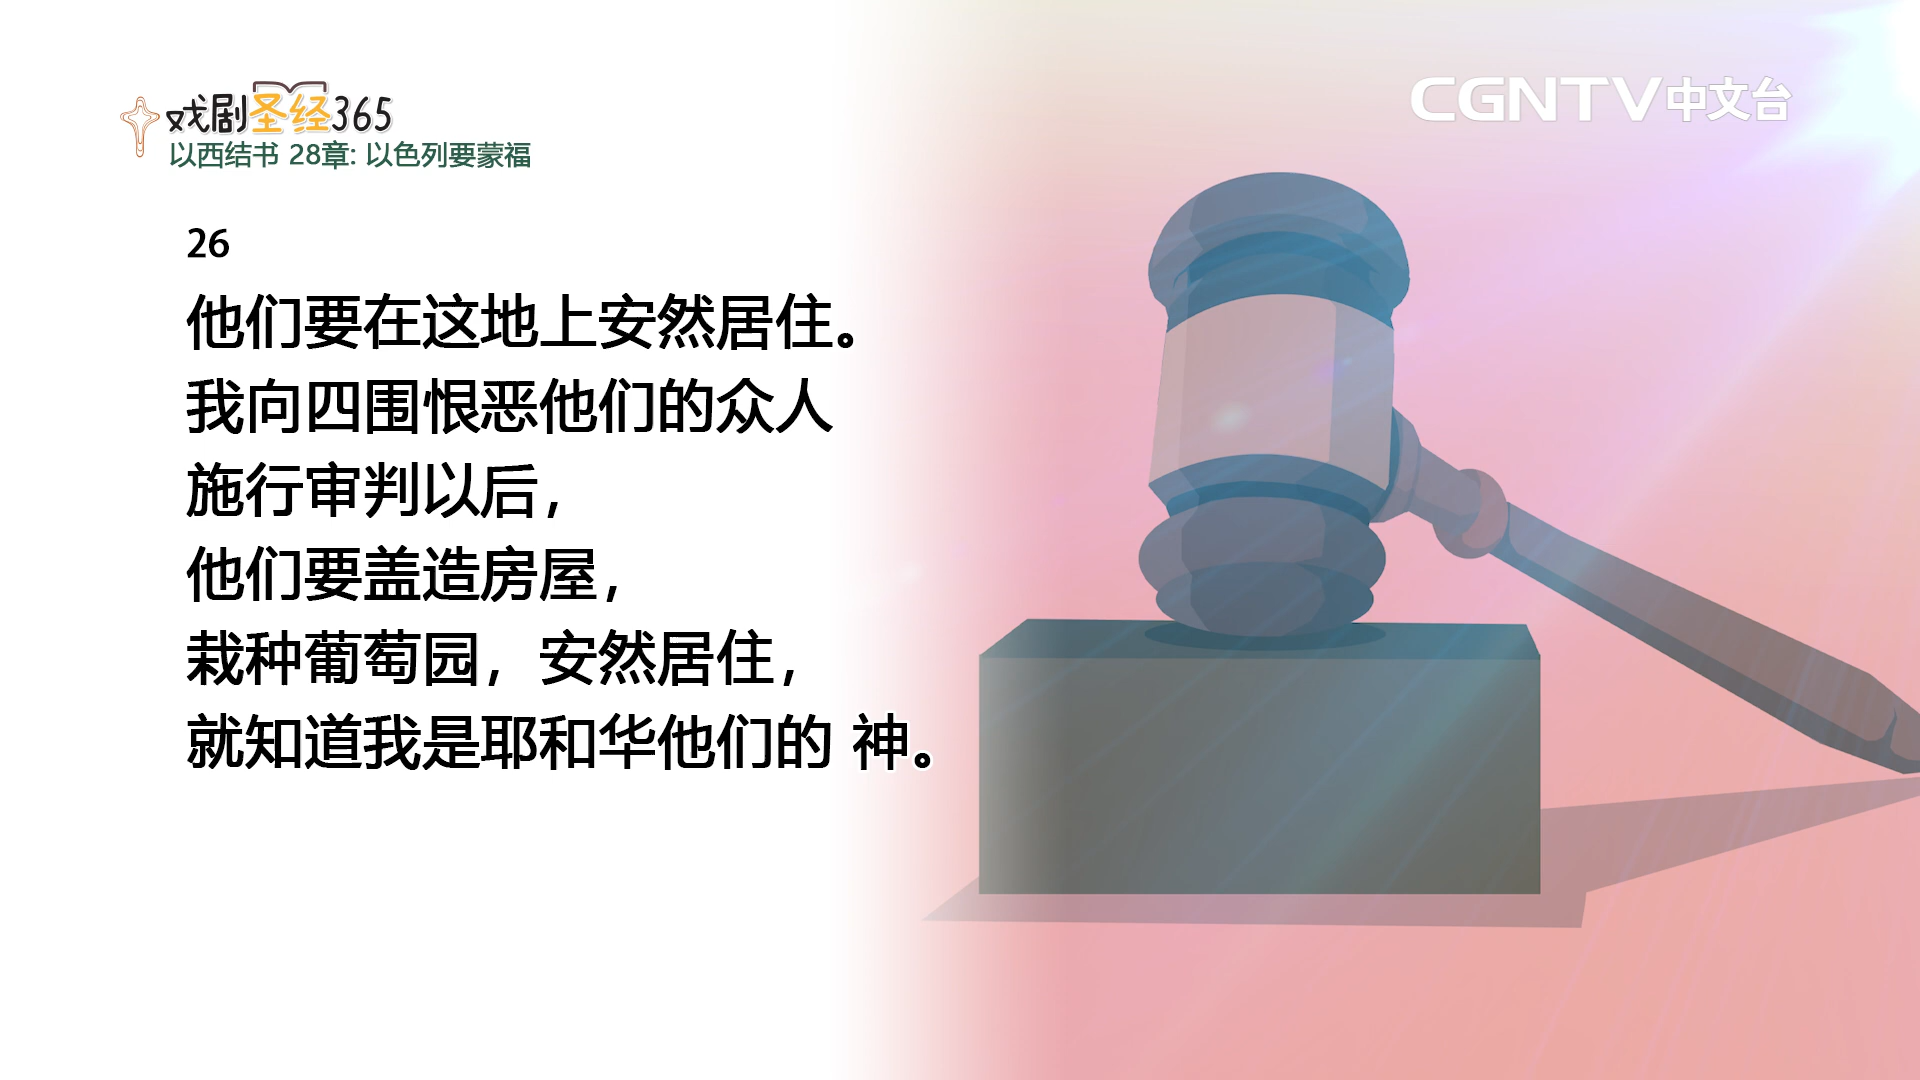 戏剧圣经365
CGNTV中文台
以西结书 28章: 以色列要蒙福
26
他们要在这地上安然居住。
我向四围恨恶他们的众人
施行审判以后，
他们要盖造房屋，
栽种葡萄园，安然居住，
就知道我是耶和华他们的 神。